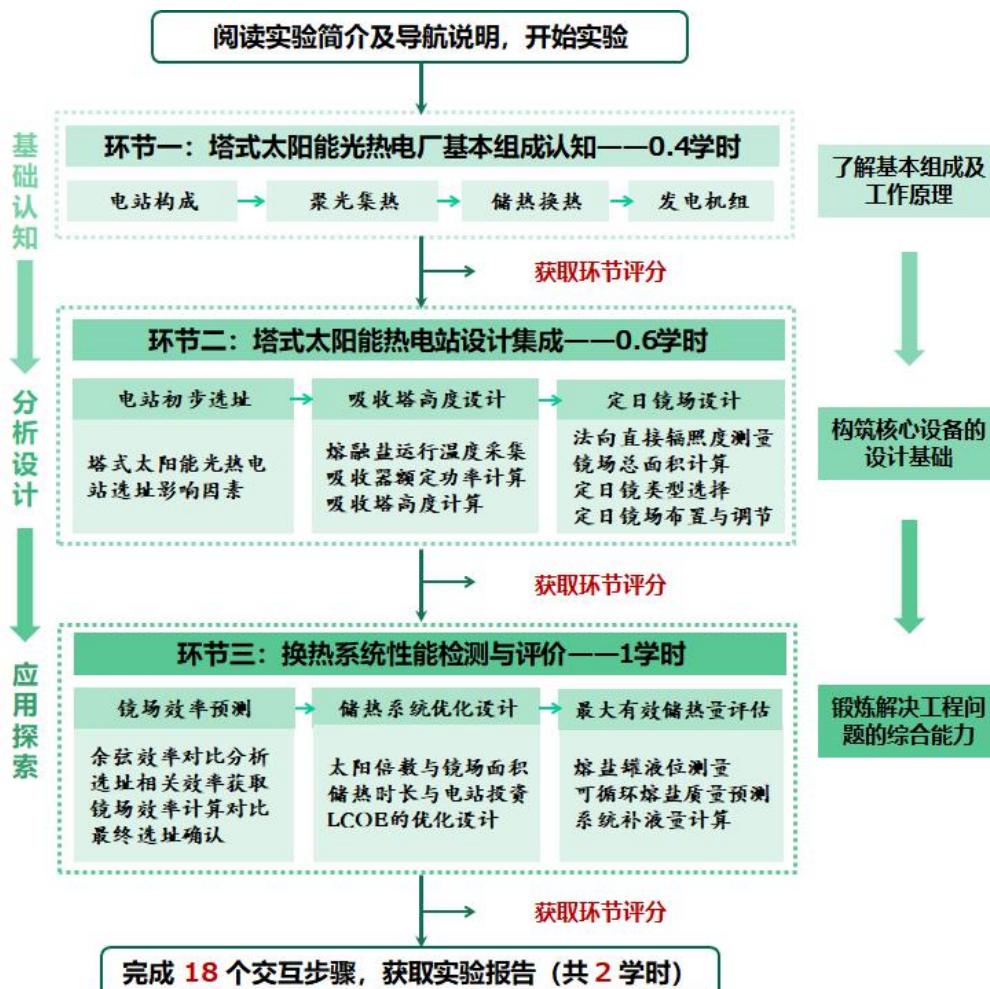 阅读实验简介及导航说明，开始实验
基础认知
环节一：塔式太阳能光热电厂基本组成认知——0.4学时
电站构成
聚光集热
储热换热
发电机组
了解基本组成及
工作原理
获取环节评分
分析设计
环节二：塔式太阳能热电站设计集成——0.6学时
电站初步选址
塔式太阳能光热电
站选址影响因素
吸收塔高度设计
熔融盐运行温度采集
吸收器额定功率计算
吸收塔高度计算
定日镜场设计
法向直接辐照度测量
镜场总面积计算
定日镜类型选择
定日镜场布置与调节
构筑核心设备的
设计基础
获取环节评分
应用探索
环节三：换热系统性能检测与评价——1学时
镜场效率预测
余弦效率对比分析
选址相关效率获取
镜场效率计算对比
最终选址确认
储热系统优化设计
太阳倍数与镜场面积
储热时长与电站投资
LCOE的优化设计
最大有效储热量评估
熔盐罐液位测量
可循环熔盐质量预测
系统补液量计算
锻炼解决工程问
题的综合能力
获取环节评分
完成 18 个交互步骤，获取实验报告（共 2 学时）